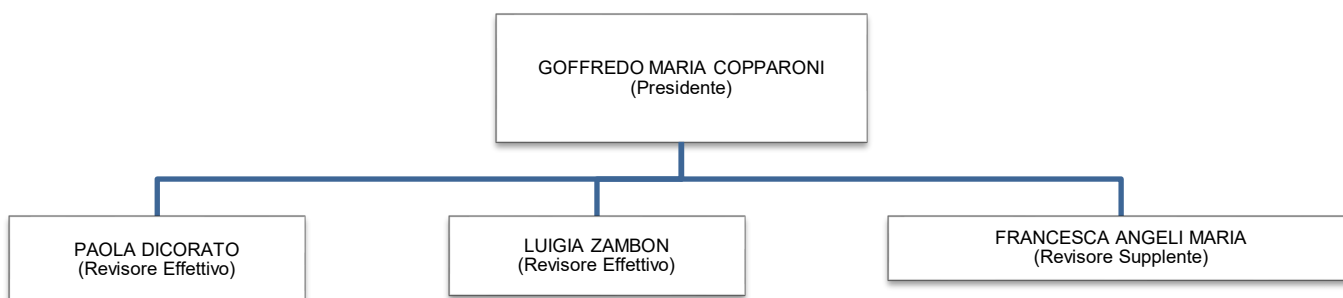 GOFFREDO MARIA COPPARONI
(Presidente)
PAOLA DICORATO
(Revisore Effettivo)
LUIGIA ZAMBON
(Revisore Effettivo)
FRANCESCA ANGELI MARIA
(Revisore Supplente)